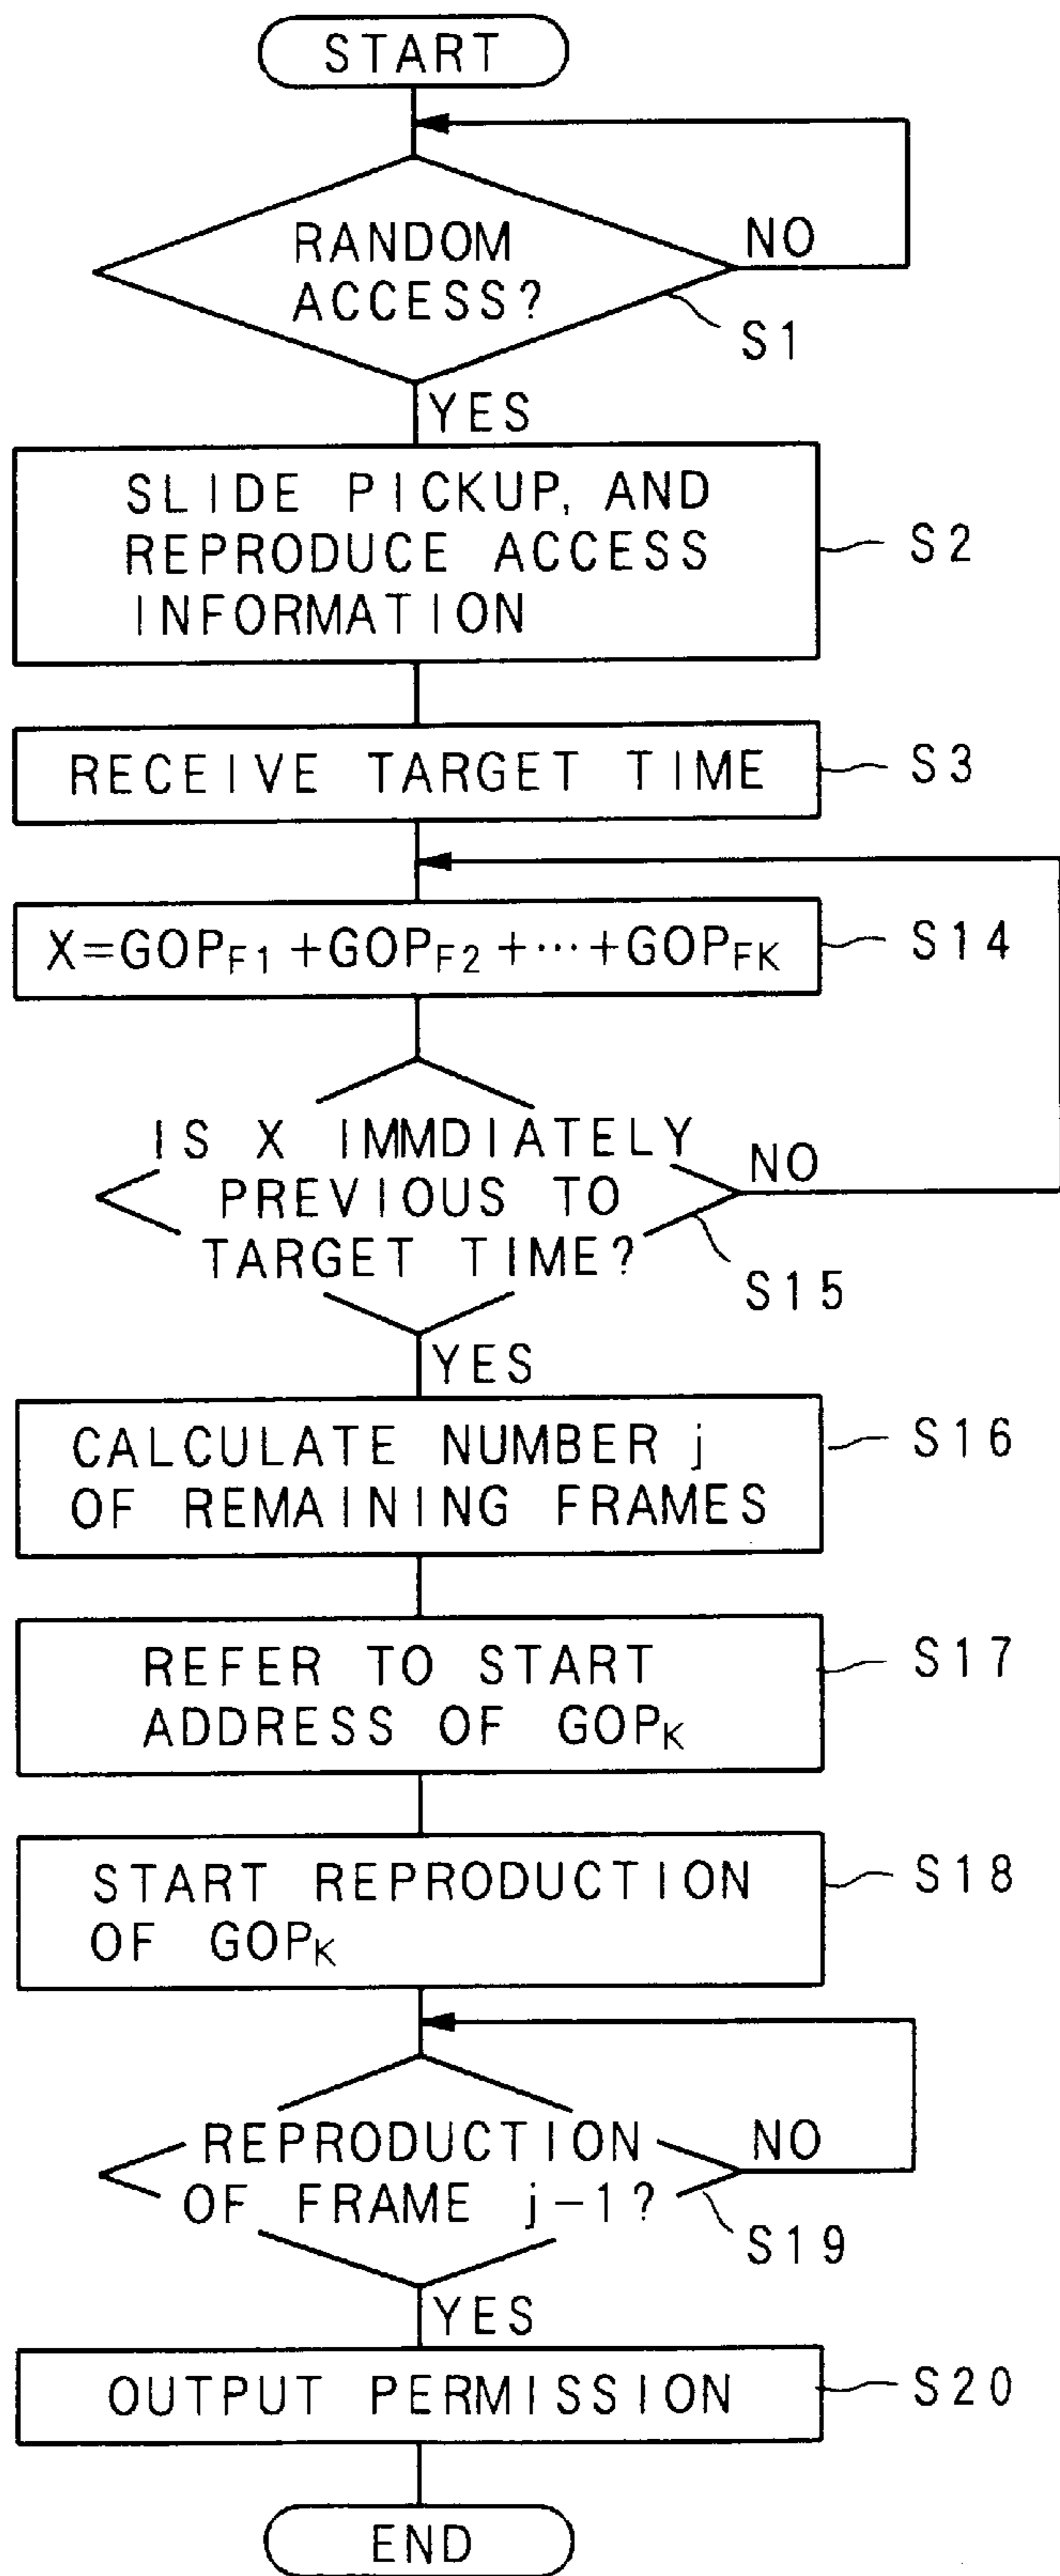 START
RANDOM
ACCESS?
NO
S1
YES
SLIDE PICKUP, AND
REPRODUCE ACCESS
INFORMATION
S2
RECEIVE TARGET TIME
S3
X=GOPF1+GOPF2+···+GOPFK
S14
IS X IMMDIATELY
PREVIOUS TO
TARGET TIME?
NO
S15
YES
CALCULATE NUMBER j
OF REMAINING FRAMES
S16
REFER TO START
ADDRESS OF GOPK
S17
START REPRODUCTION
OF GOPK
S18
REPRODUCTION
OF FRAME j-1?
NO
S19
YES
OUTPUT PERMISSION
S20
END